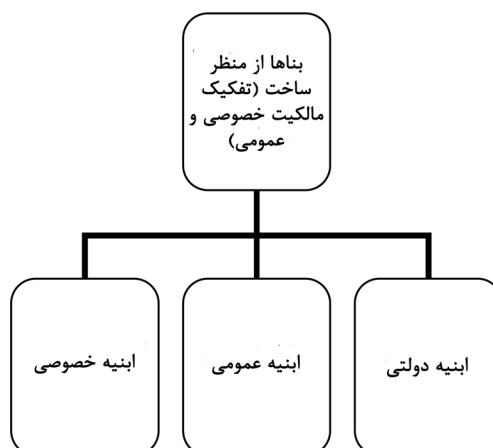 بناها از منظر
ساخت (تفکیک
مالکیت خصوصی و
عمومی)
ابنیه دولتی
ابنیه عمومی
ابنیه خصوصی